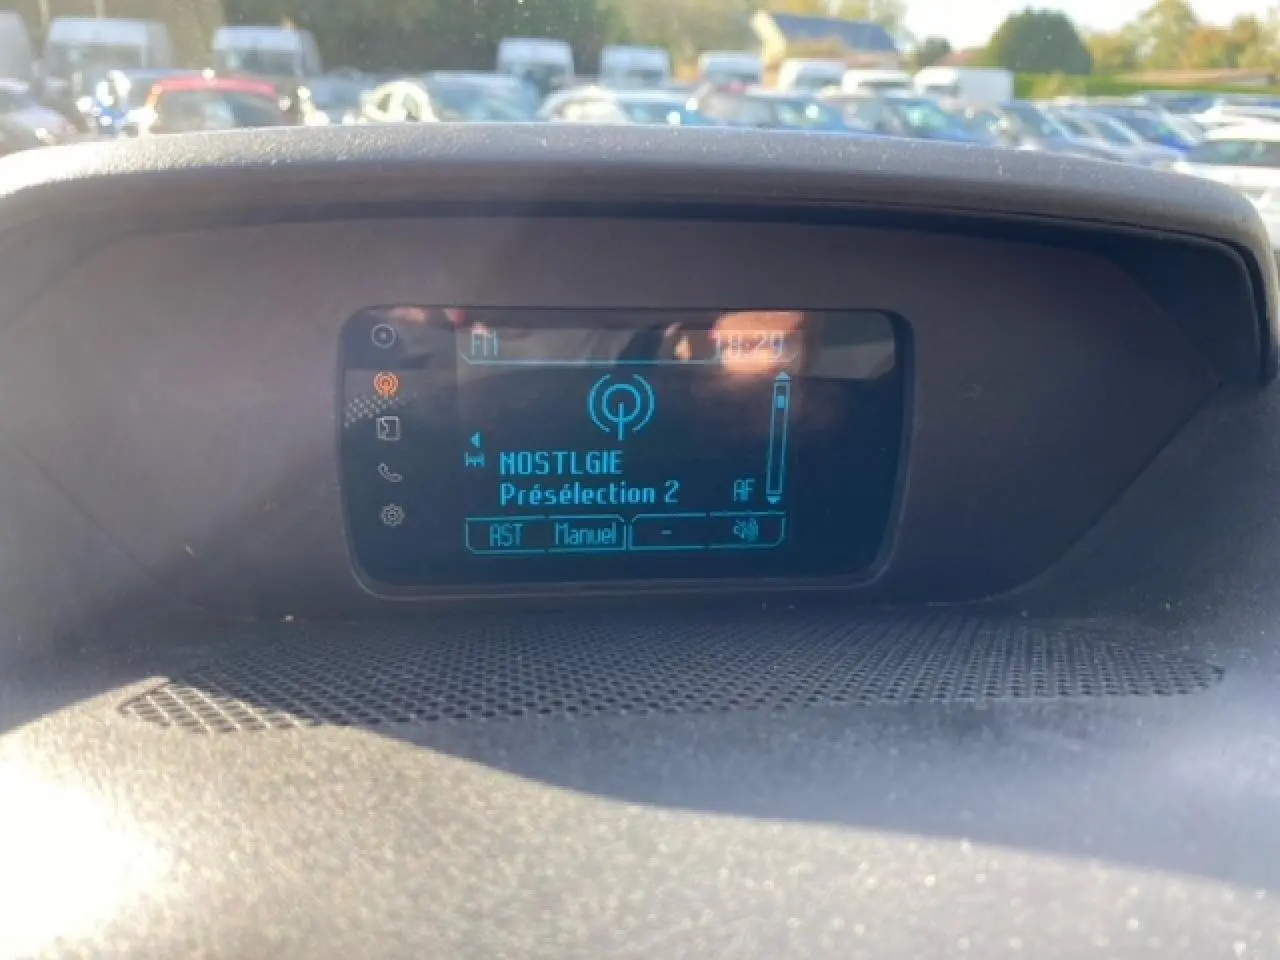 FM
NOSTLGIE
Présélection 2
AF
AST Manuel -